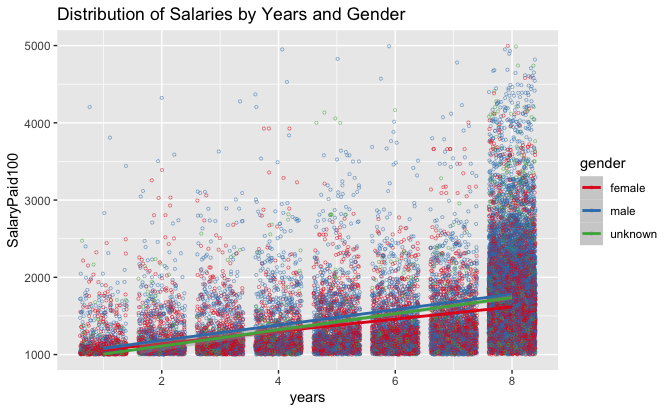 Distribution of Salaries by Years and Gender
SalaryPaid100
5000
4000
3000
2000
1000
2
4
6
8
years
gender
female
male
unknown